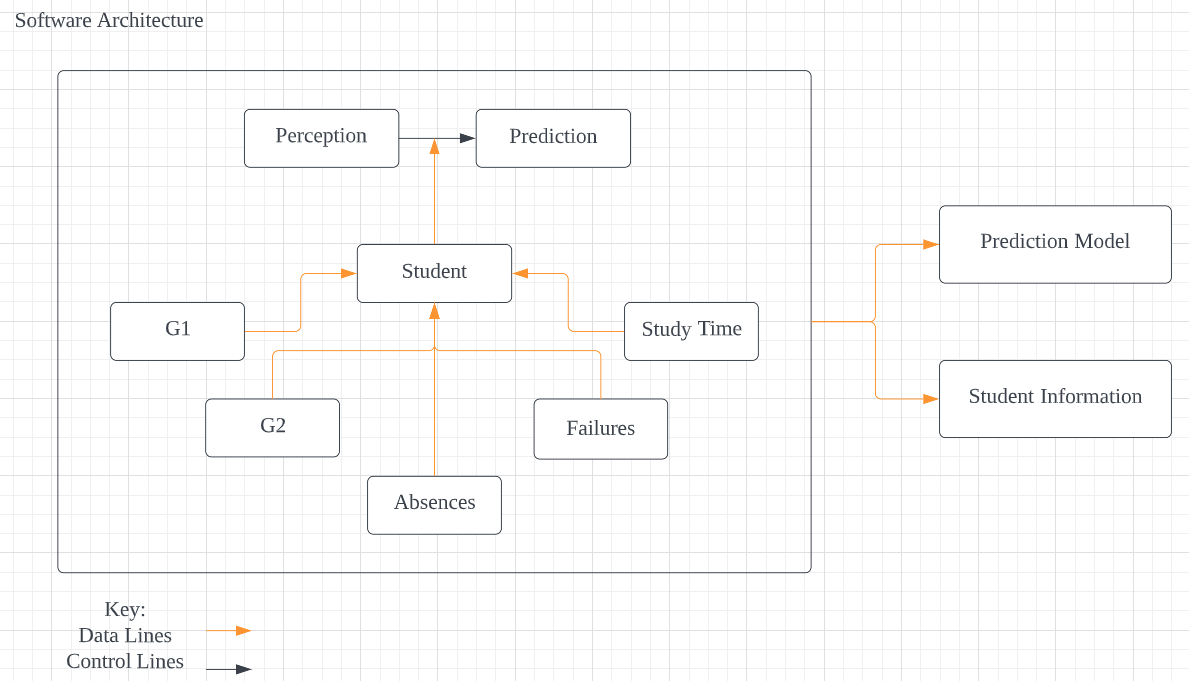 Software Architecture
Perception
Prediction
Student
G1
Study Time
G2
Failures
Absences
Prediction Model
Student Information
Key:
Data Lines
Control Lines